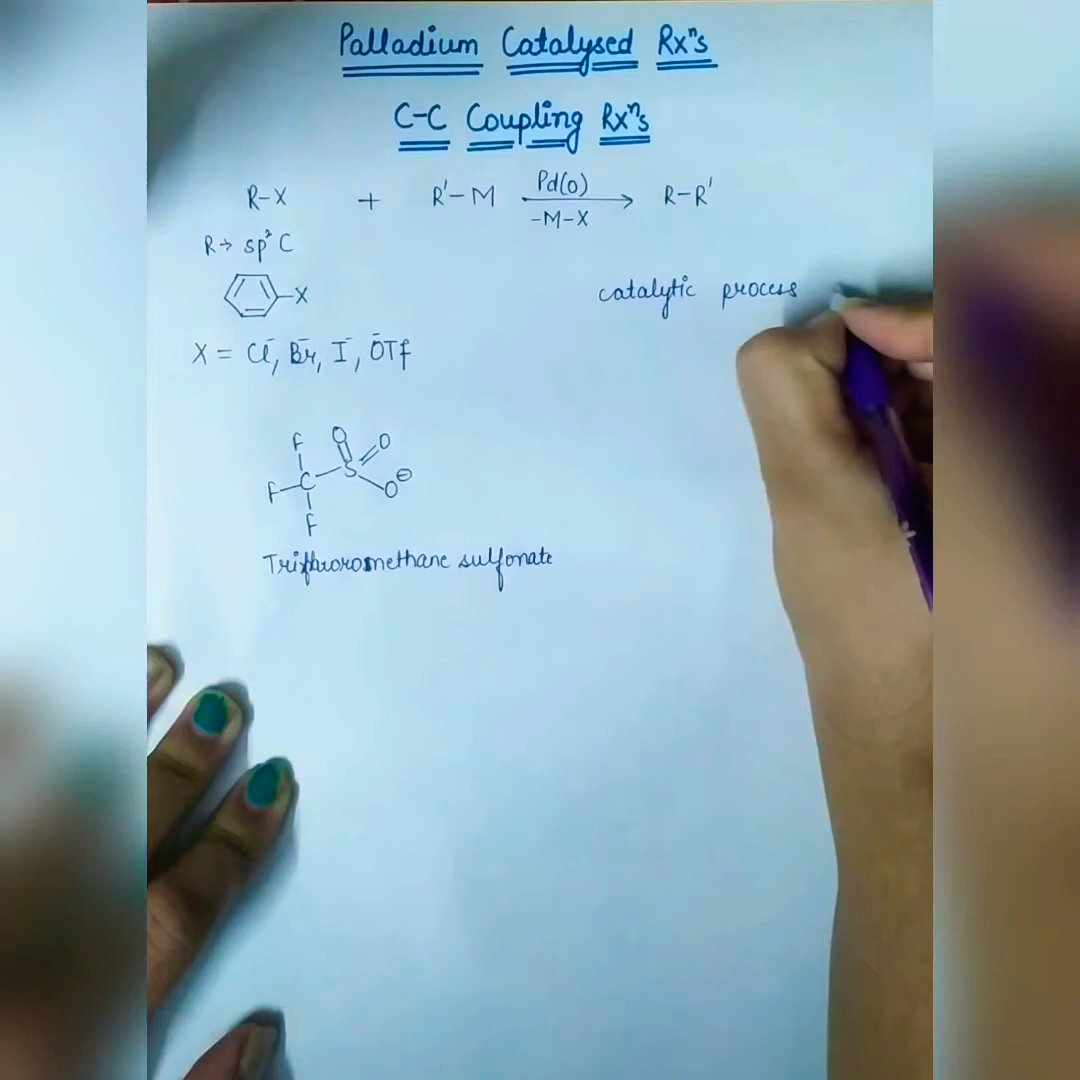 Palladium Catalysed Rxⁿs
C-C Coupling Rxⁿs
R-X + R'-M Pd(0) -M-X → R-R'
R→ sp² C
X
catalytic process
X = Cl⁻, Br⁻, I⁻, ⁻OTf
F O O
F C S O⊖
F
Trifluoromethane sulfonate